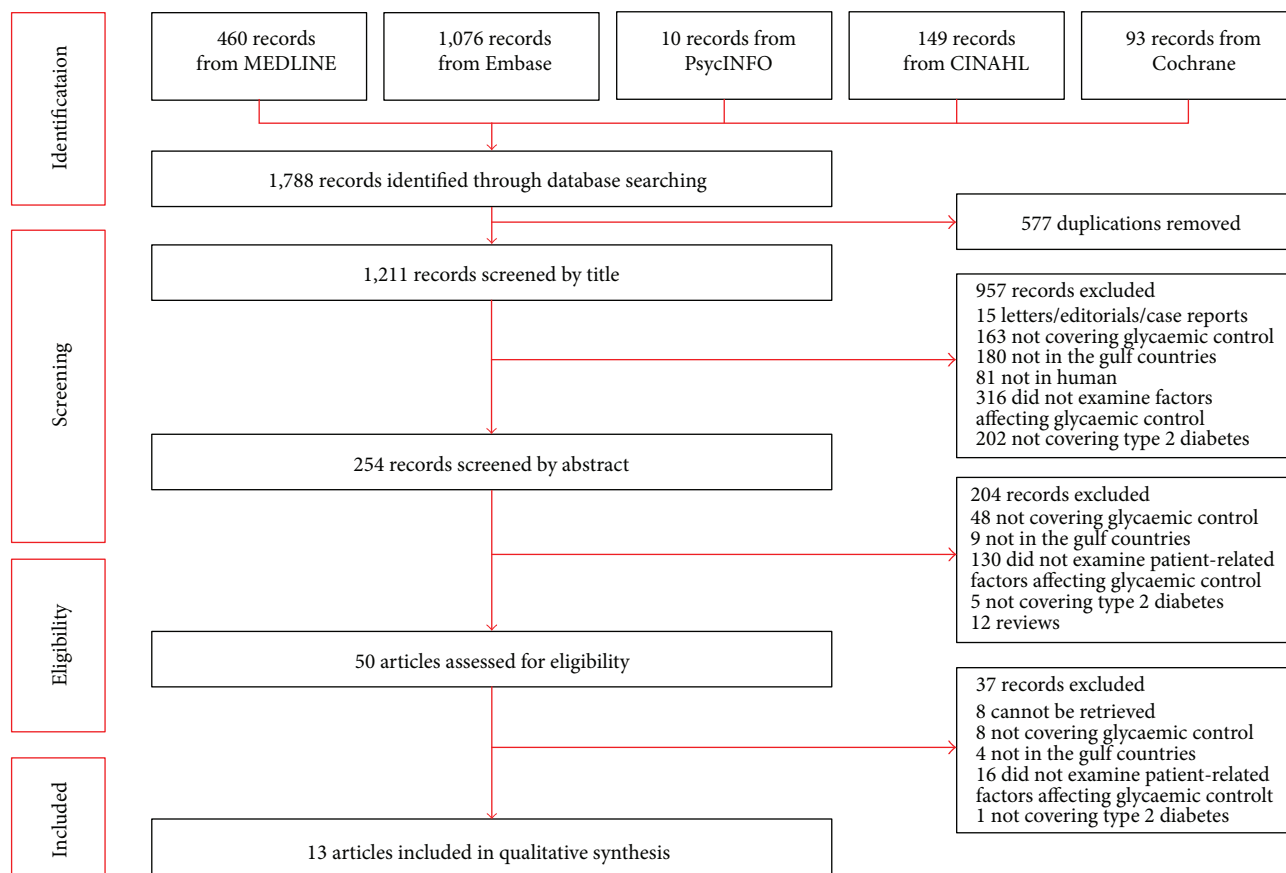 Identificataion
460 records
from MEDLINE
1,076 records
from Embase
10 records from
PsycINFO
149 records
from CINAHL
93 records from
Cochrane
1,788 records identified through database searching
577 duplications removed
Screening
1,211 records screened by title
957 records excluded
15 letters/editorials/case reports
163 not covering glycaemic control
180 not in the gulf countries
81 not in human
316 did not examine factors
affecting glycaemic control
202 not covering type 2 diabetes
254 records screened by abstract
204 records excluded
48 not covering glycaemic control
9 not in the gulf countries
130 did not examine patient-related
factors affecting glycaemic control
5 not covering type 2 diabetes
12 reviews
Eligibility
50 articles assessed for eligibility
37 records excluded
8 cannot be retrieved
8 not covering glycaemic control
4 not in the gulf countries
16 did not examine patient-related
factors affecting glycaemic controlt
1 not covering type 2 diabetes
Included
13 articles included in qualitative synthesis